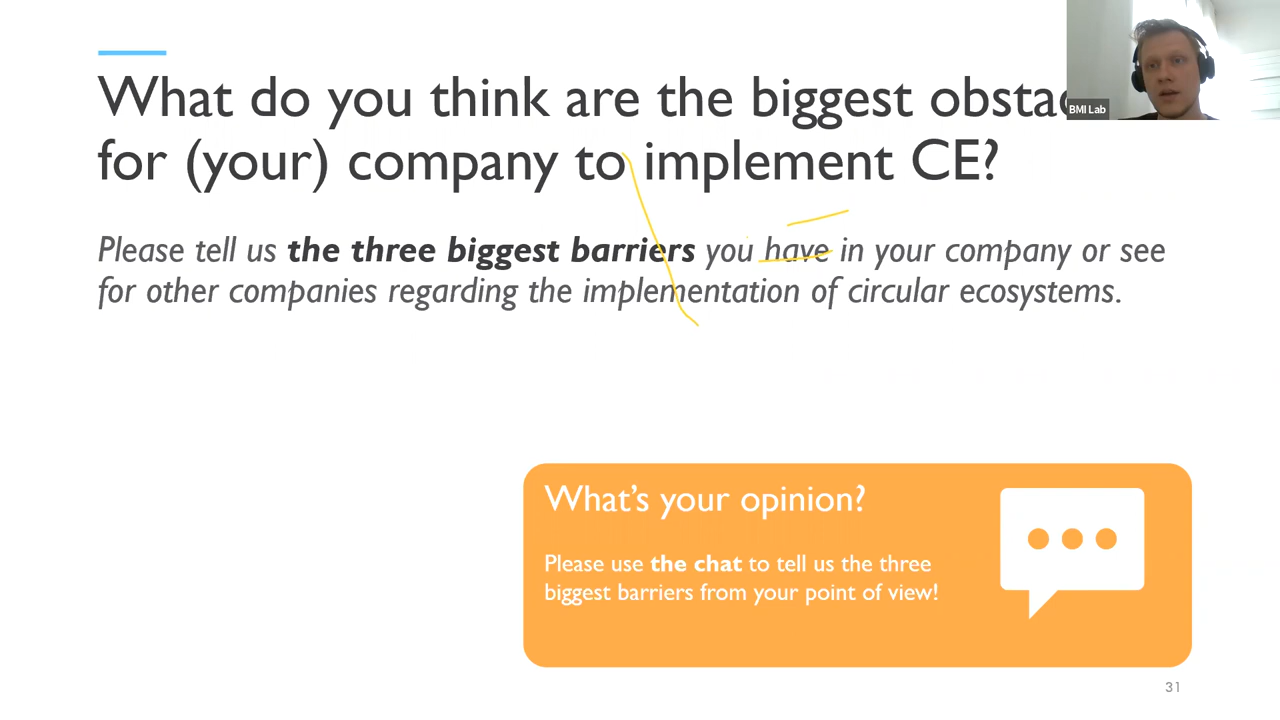 What do you think are the biggest obstac
for (your) company to implement CE?
BMI Lab
Please tell us the three biggest barriers you have in your company or see
for other companies regarding the implementation of circular ecosystems.
What's your opinion?
Please use the chat to tell us the three
biggest barriers from your point of view!
31